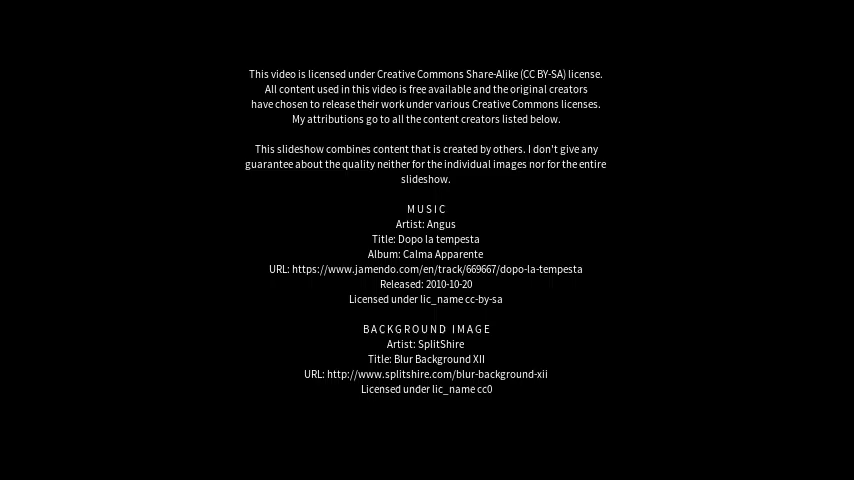 This video is licensed under Creative Commons Share-Alike (CC BY-SA) license.
All content used in this video is free available and the original creators
have chosen to release their work under various Creative Commons licenses.
My attributions go to all the content creators listed below.
This slideshow combines content that is created by others. I don't give any
guarantee about the quality neither for the individual images nor for the entire
slideshow.
MUSIC
Artist: Angus
Title: Dopo la tempesta
Album: Calma Apparente
URL: https://www.jamendo.com/en/track/669667/dopo-la-tempesta
Released: 2010-10-20
Licensed under lic_name cc-by-sa
BACKGROUND IMAGE
Artist: SplitShire
Title: Blur Background XII
URL: http://www.splitshire.com/blur-background-xii
Licensed under lic_name cc0